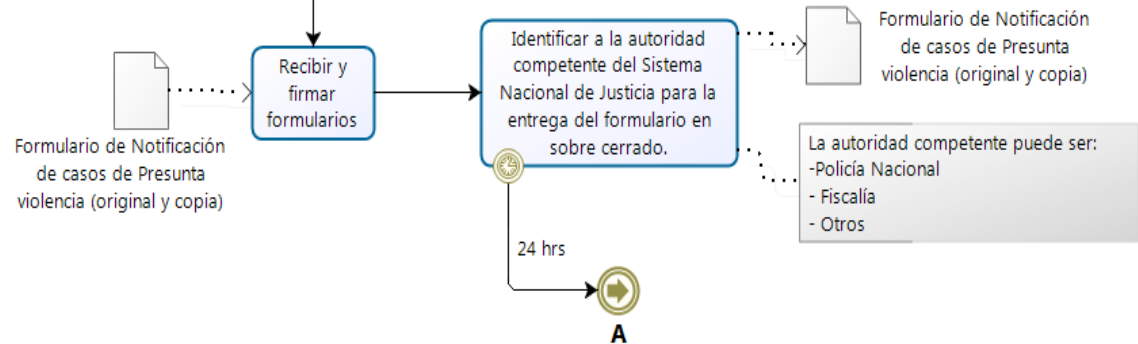 Formulario de Notificación
de casos de Presunta
violencia (original y copia)
Recibir y
firmar
formularios
Identificar a la autoridad
competente del Sistema
Nacional de Justicia para la
entrega del formulario en
sobre cerrado.
Formulario de Notificación
de casos de Presunta
violencia (original y copia)
La autoridad competente puede ser:
-Policía Nacional
- Fiscalía
- Otros
24 hrs
A